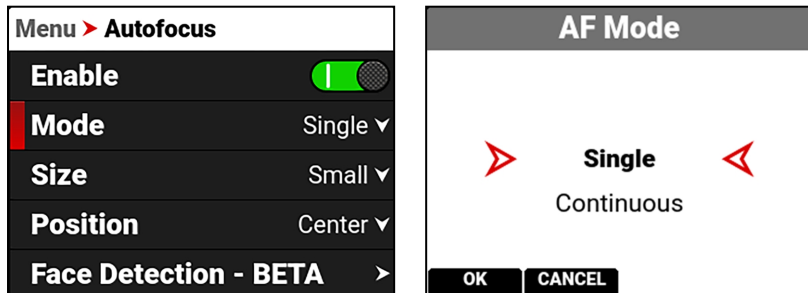 Menu > Autofocus
Enable
Mode Single
Size Small
Position Center
Face Detection - BETA >
AF Mode
Single
Continuous
OK CANCEL